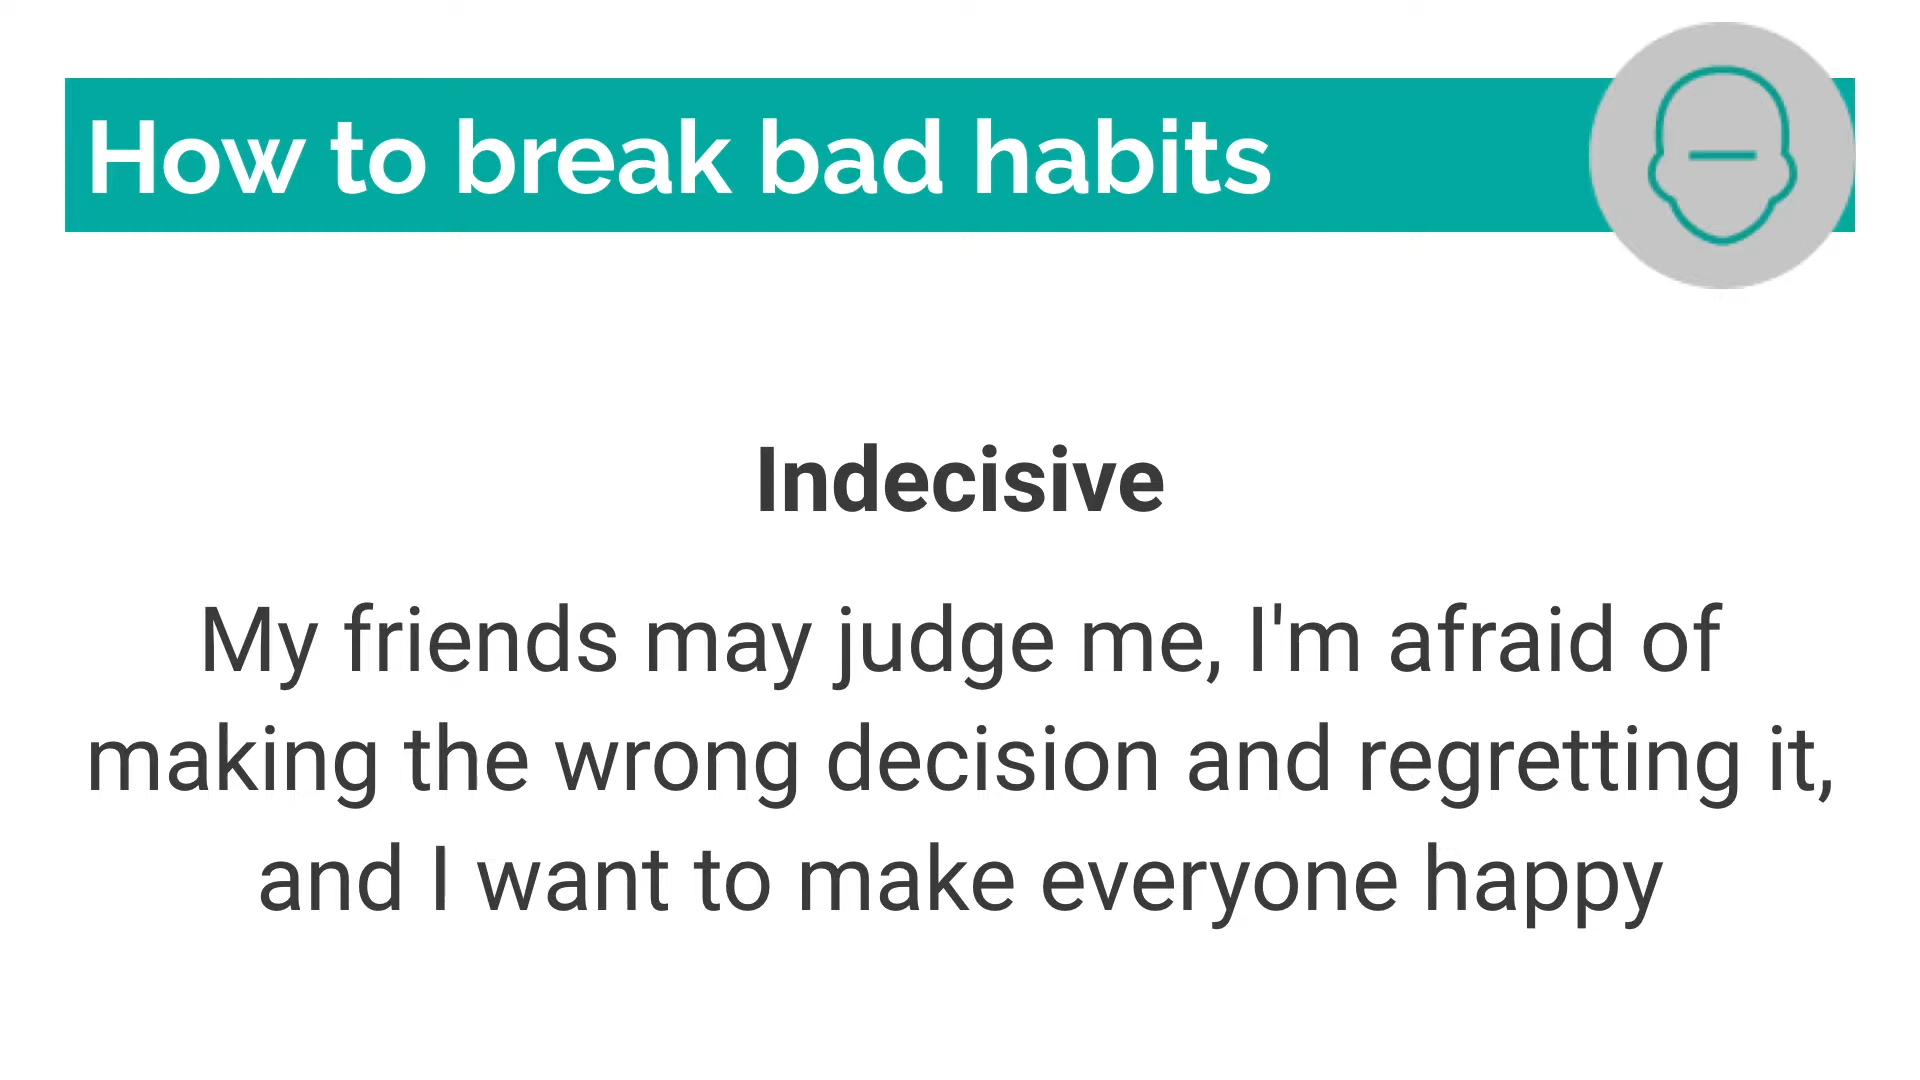 How to break bad habits
Indecisive
My friends may judge me, I'm afraid of
making the wrong decision and regretting it,
and I want to make everyone happy